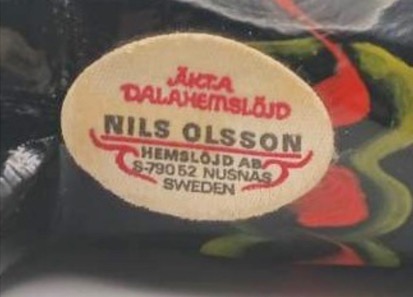 ÄKTA
DALAHEMSLÖJD
NILS OLSSON
HEMSLÖJD AB
S-790 52 NUSNÄS
SWEDEN